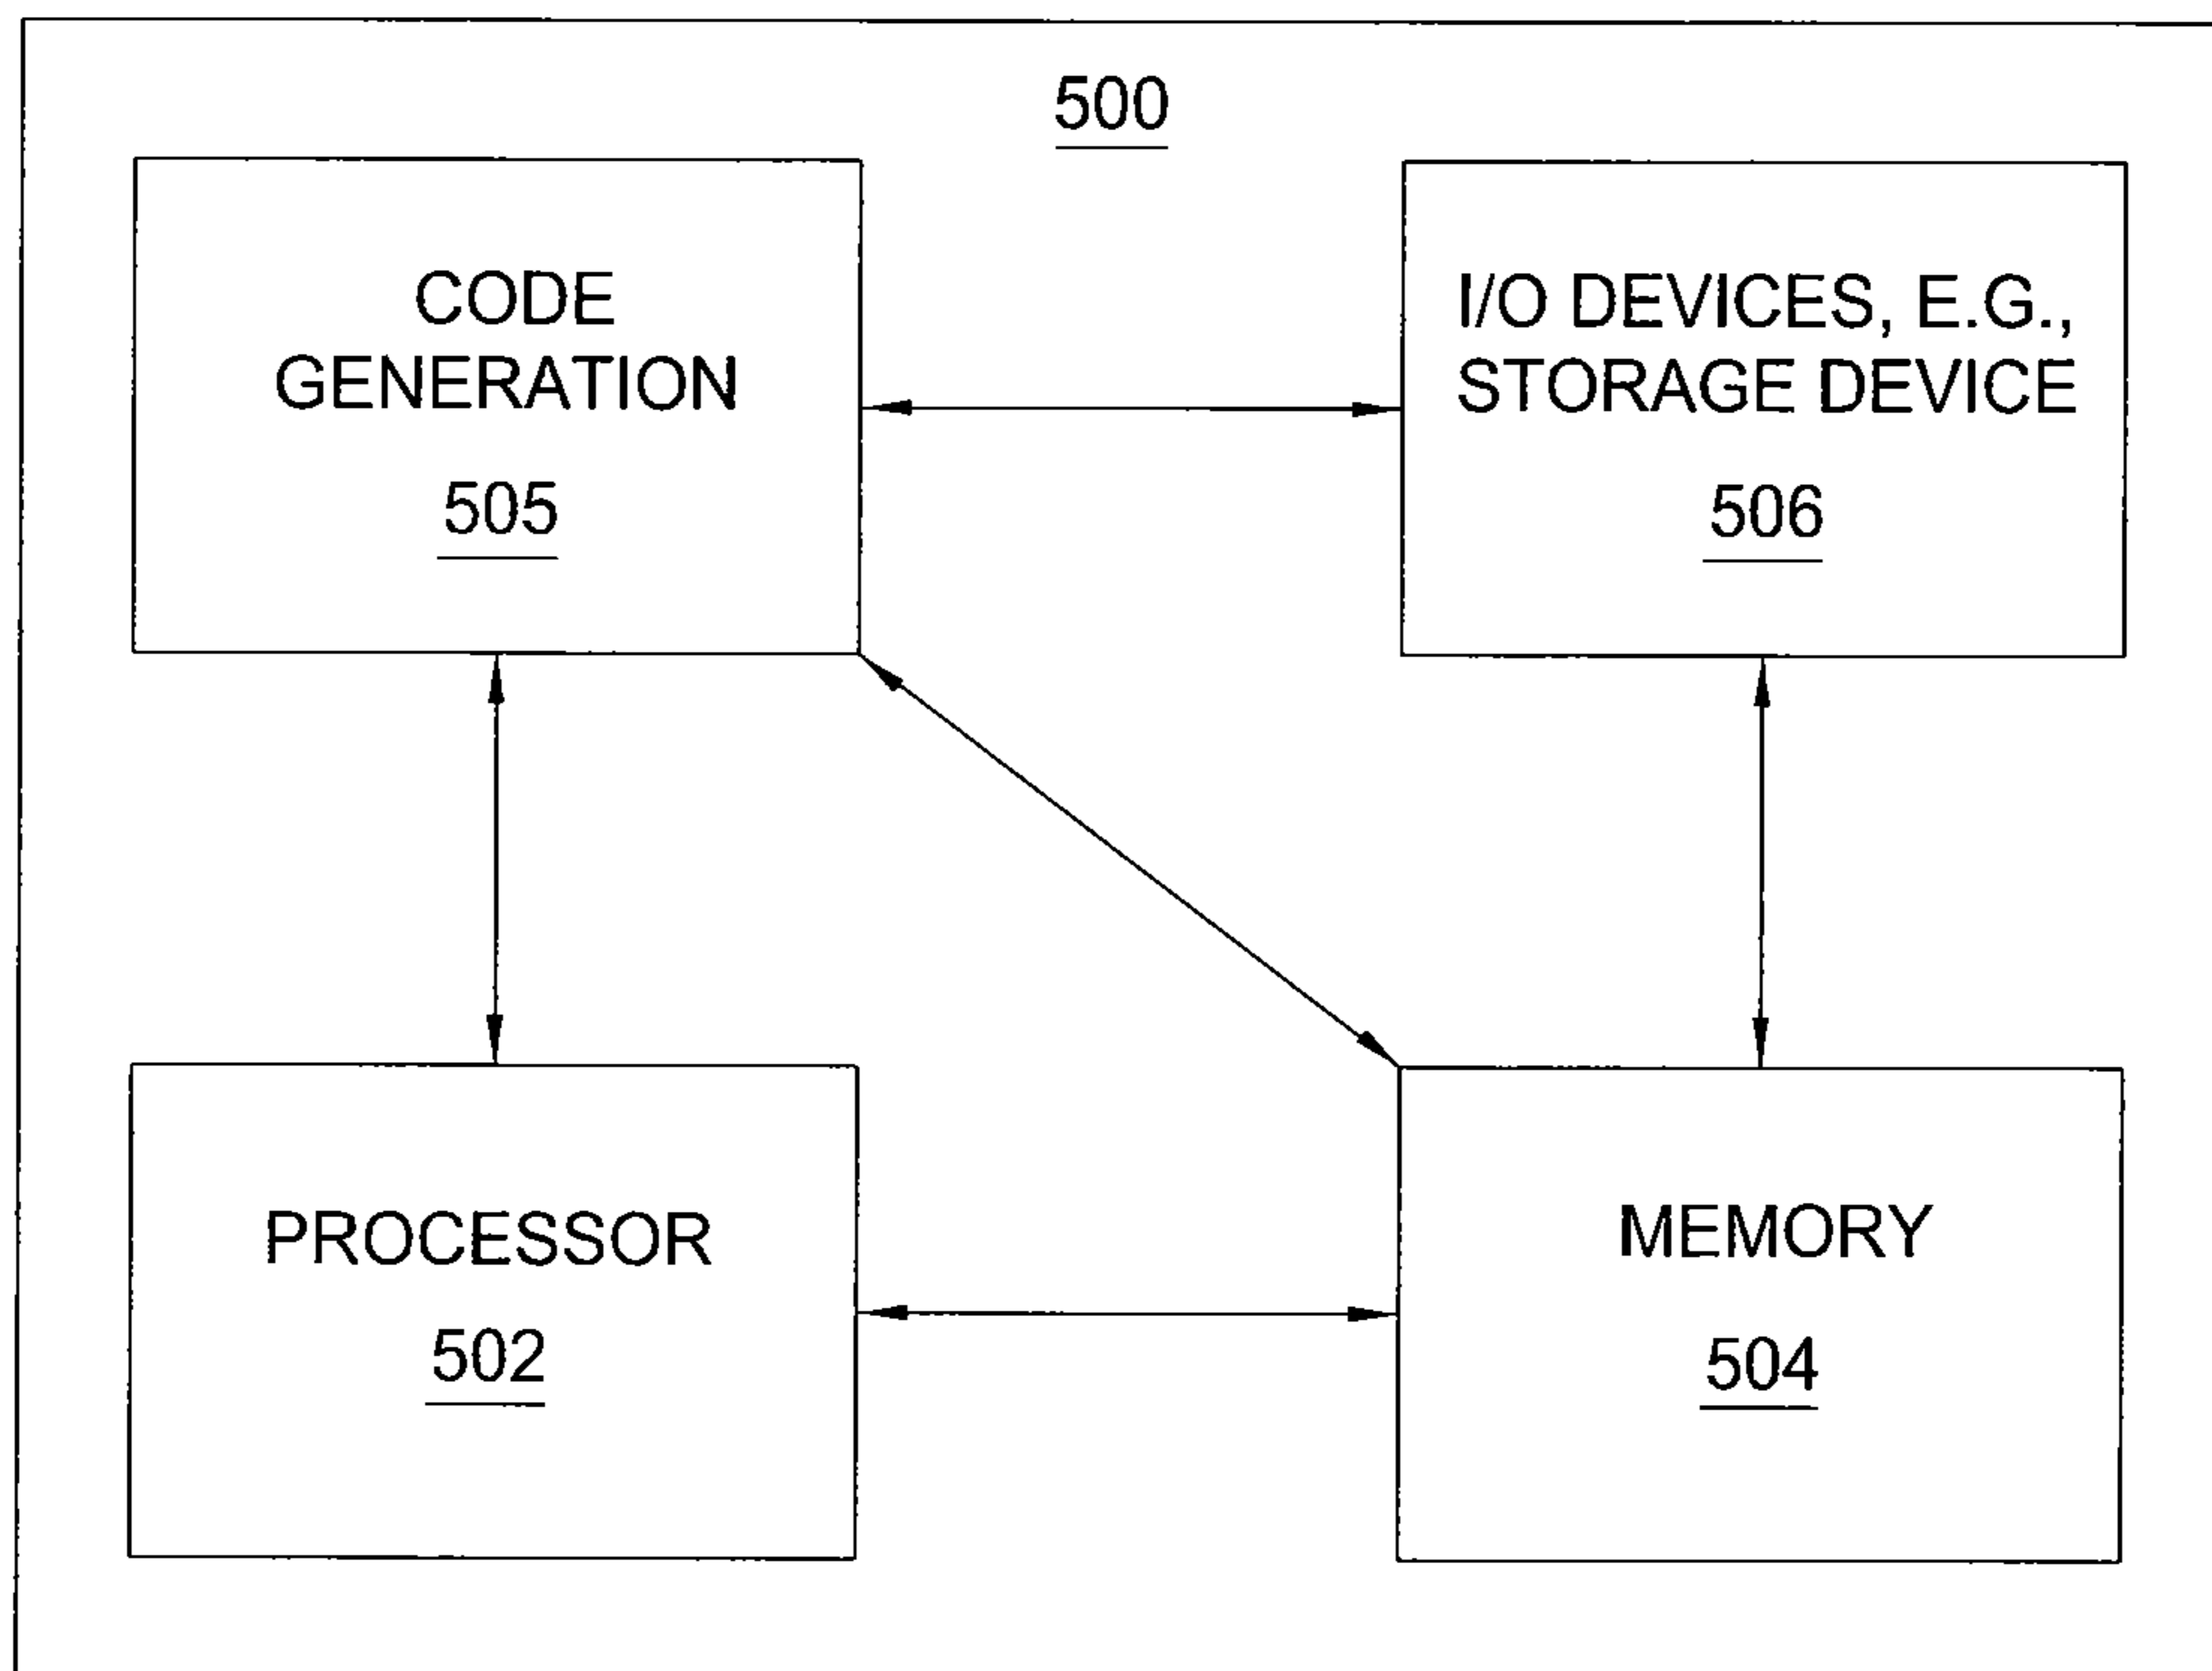 500
CODE
GENERATION
505
I/O DEVICES, E.G.,
STORAGE DEVICE
506
PROCESSOR
502
MEMORY
504